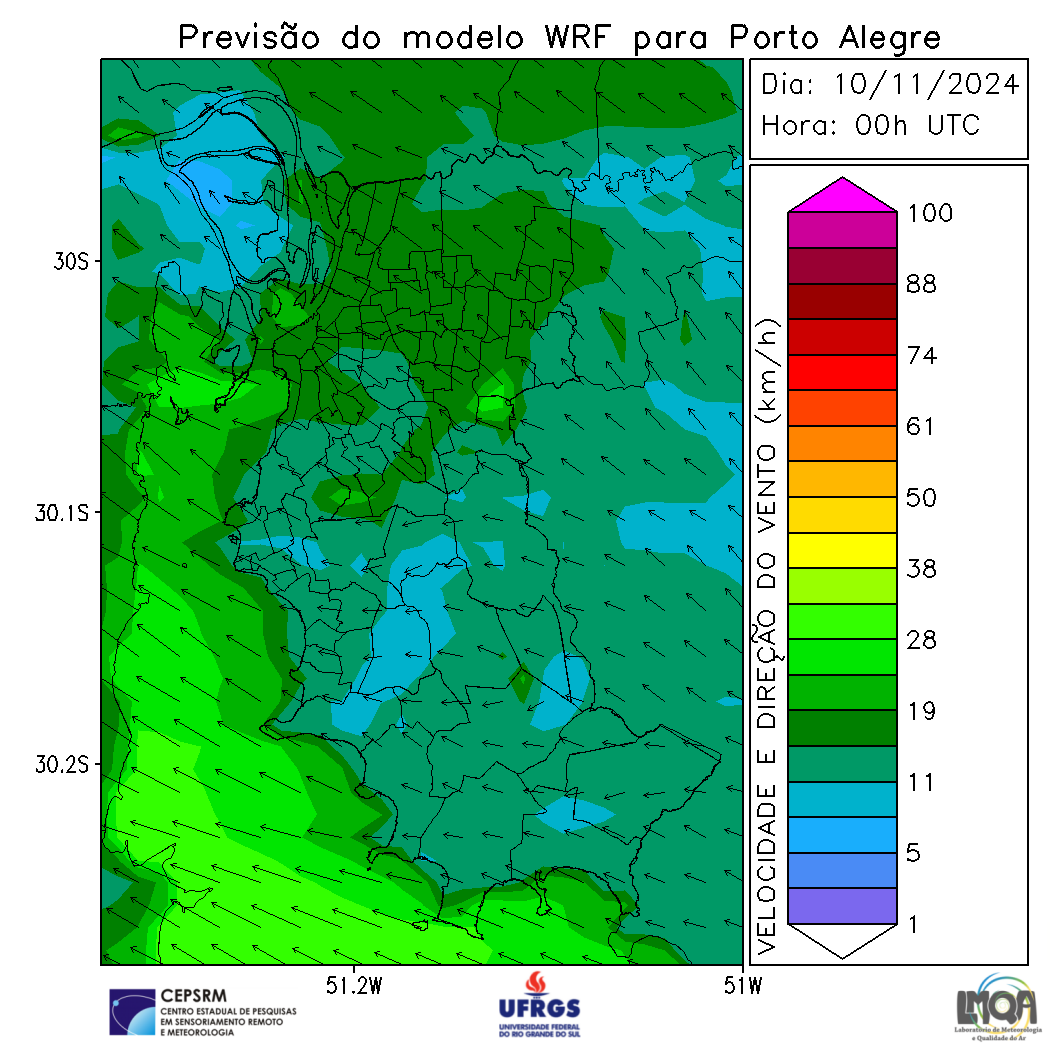 Previsão do modelo WRF para Porto Alegre
Dia: 10/11/2024
Hora: 00h UTC
30S
30.1S
30.2S
51.2W
51W
VELOCIDADE E DIREÇÃO DO VENTO (km/h)
100
88
74
61
50
38
28
19
11
5
1
CEPSRM
CENTRO ESTADUAL DE PESQUISAS
EM SENSORIAMENTO REMOTO
E METEOROLOGIA
UFRGS
UNIVERSIDADE FEDERAL
DO RIO GRANDE DO SUL
LMQA
Laboratório de Meteorologia
e Qualidade do Ar